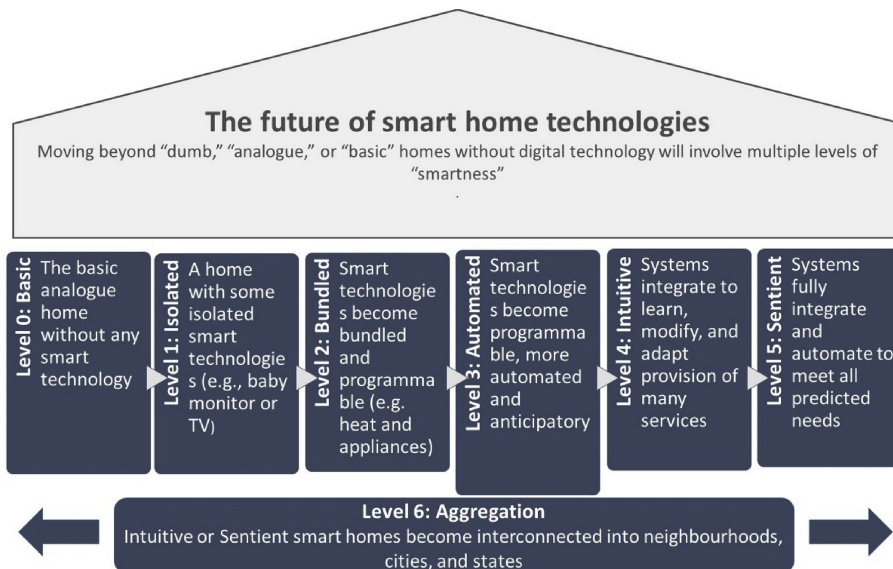 The future of smart home technologies
Moving beyond “dumb,” “analogue,” or “basic” homes without digital technology will involve multiple levels of
“smartness”
.
Level 0: Basic
The basic
analogue
home
without any
smart
technology
Level 1: Isolated
A home
with some
isolated
smart
technologie
s (e.g., baby
monitor or
TV)
Level 2: Bundled
Smart
technologie
s become
bundled
and
programma
ble (e.g.
heat and
appliances)
Level 3: Automated
Smart
technologie
s become
programma
ble, more
automated
and
anticipatory
Level 4: Intuitive
Systems
integrate to
learn,
modify, and
adapt
provision of
many
services
Level 5: Sentient
Systems
fully
integrate
and
automate to
meet all
predicted
needs
Level 6: Aggregation
Intuitive or Sentient smart homes become interconnected into neighbourhoods,
cities, and states